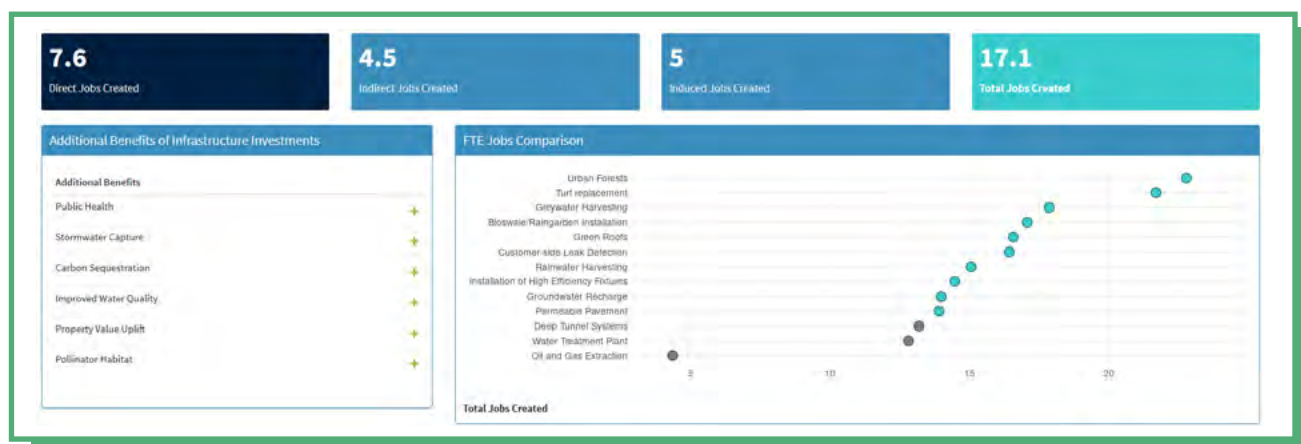 7.6
Direct Jobs Created
4.5
Indirect Jobs Created
5
Induced Jobs Created
17.1
Total Jobs Created
Additional Benefits of Infrastructure Investments
Additional Benefits
Public Health
Stormwater Capture
Carbon Sequestration
Improved Water Quality
Property Value Uplift
Pollinator Habitat
FTE Jobs Comparison
Urban Forests
Turf replacement
Greywater Harvesting
Bioswale/Raingarden Installation
Green Roofs
Customer-side Leak Detection
Rainwater Harvesting
Installation of High Efficiency Fixtures
Groundwater Recharge
Permeable Pavement
Deep Tunnel Systems
Water Treatment Plant
Oil and Gas Extraction
5 10 15 20
Total Jobs Created